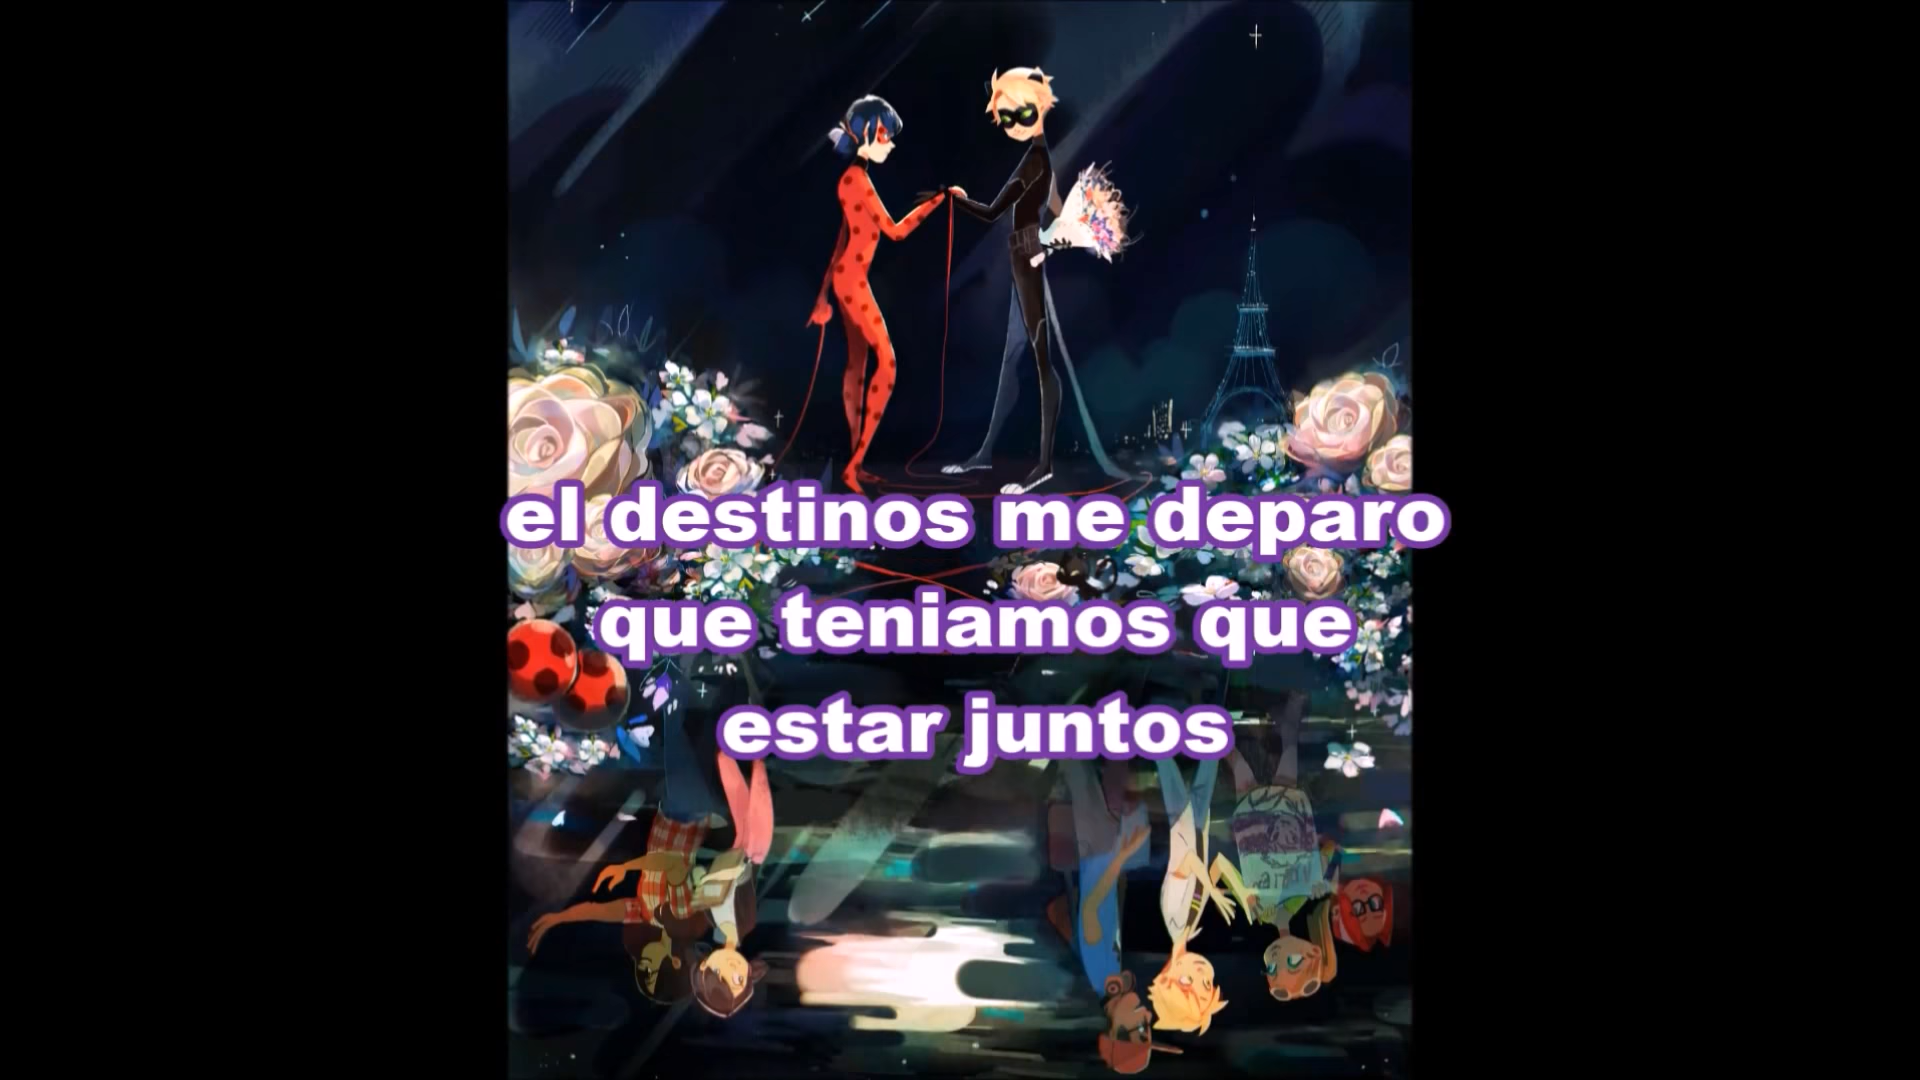 el destinos me deparo
que teniamos que
estar juntos